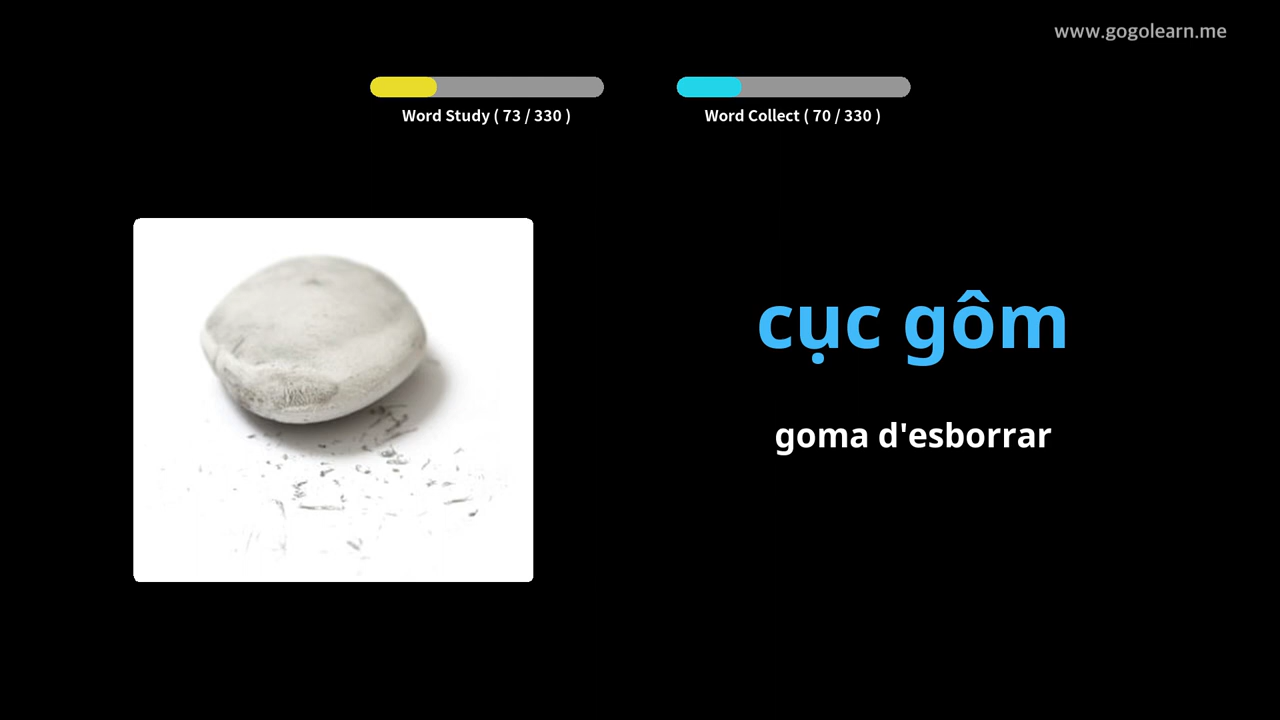 www.gogolearn.me
Word Study ( 73 / 330 )
Word Collect ( 70 / 330 )
cục gôm
goma d'esborrar